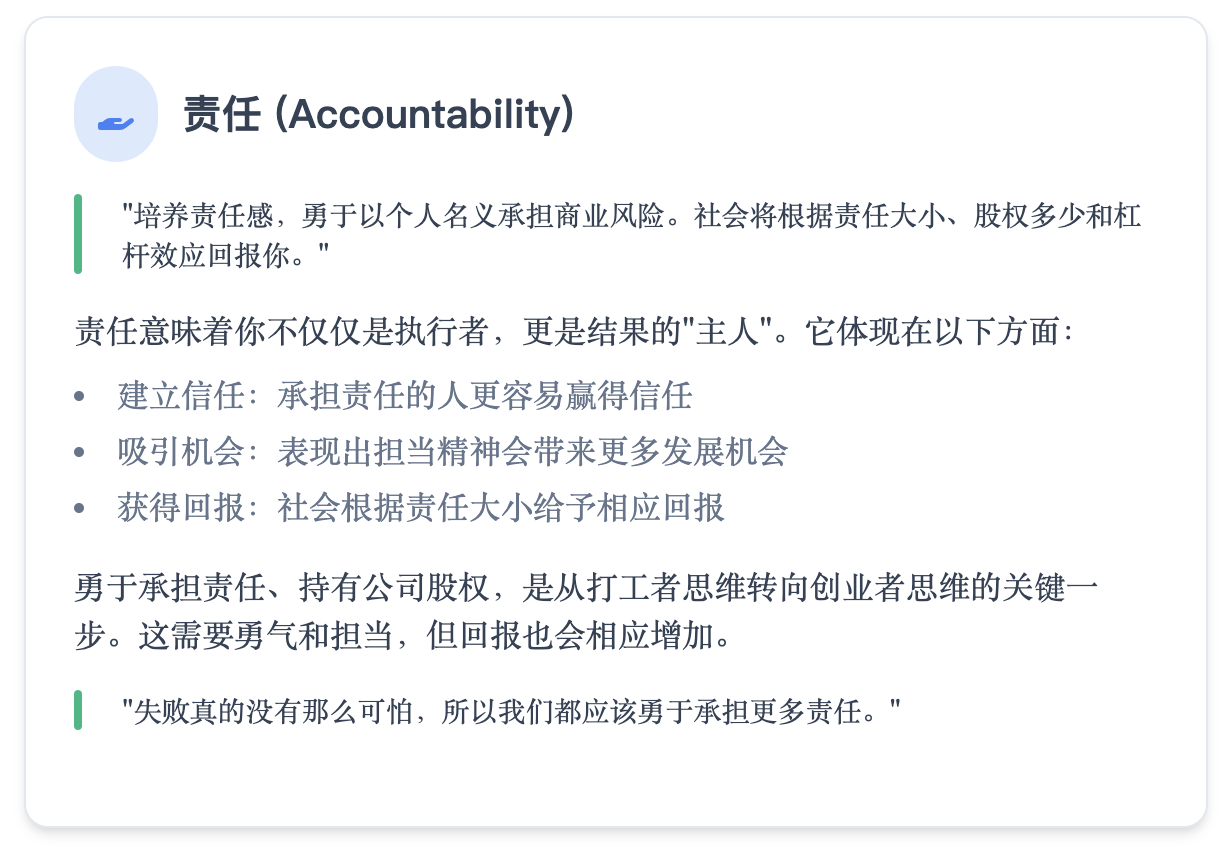 责任 (Accountability)
"培养责任感，勇于以个人名义承担商业风险。社会将根据责任大小、股权多少和杠
杆效应回报你。"
责任意味着你不仅仅是执行者，更是结果的"主人"。它体现在以下方面：
• 建立信任：承担责任的人更容易赢得信任
• 吸引机会：表现出担当精神会带来更多发展机会
• 获得回报：社会根据责任大小给予相应回报
勇于承担责任、持有公司股权，是从打工者思维转向创业者思维的关键一
步。这需要勇气和担当，但回报也会相应增加。
"失败真的没有那么可怕，所以我们都应该勇于承担更多责任。"